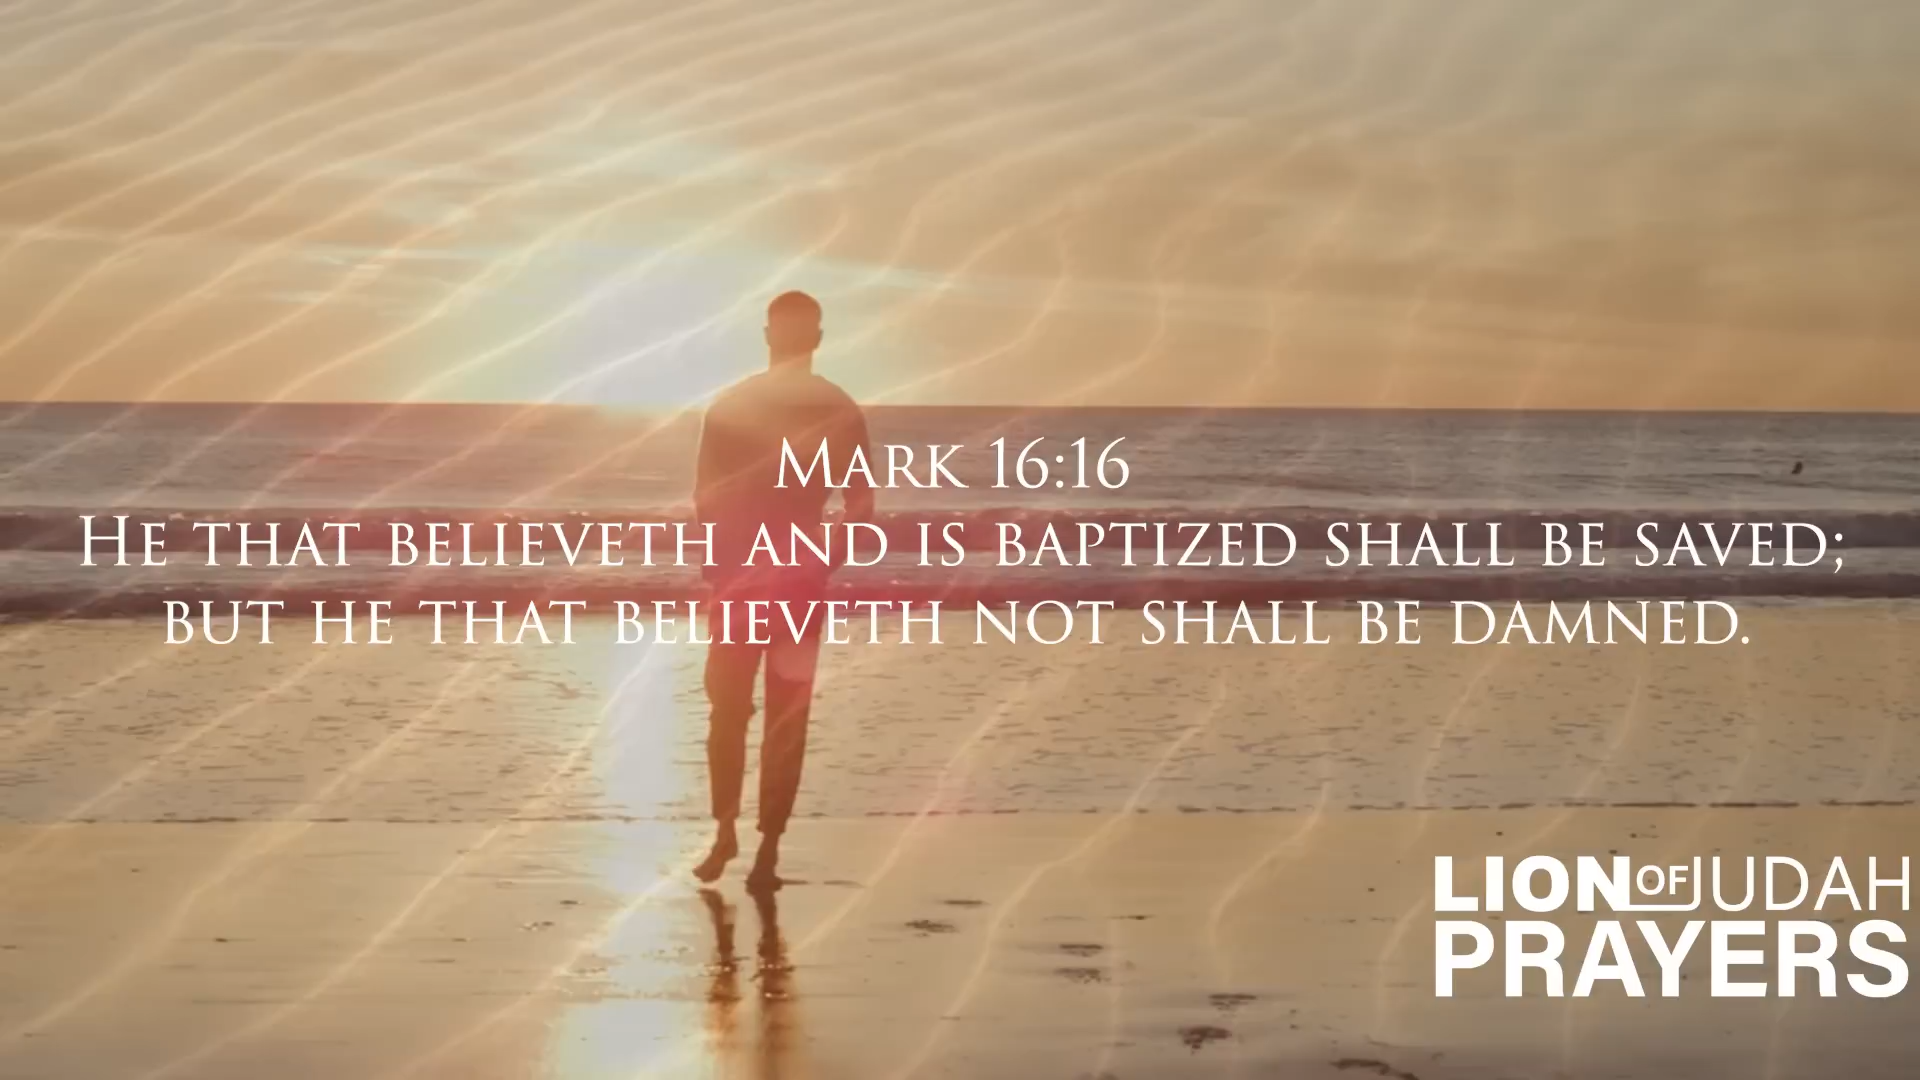 Mark 16:16
He that believeth and is baptized shall be saved;
but he that believeth not shall be damned.
LION OF JUDAH
PRAYERS